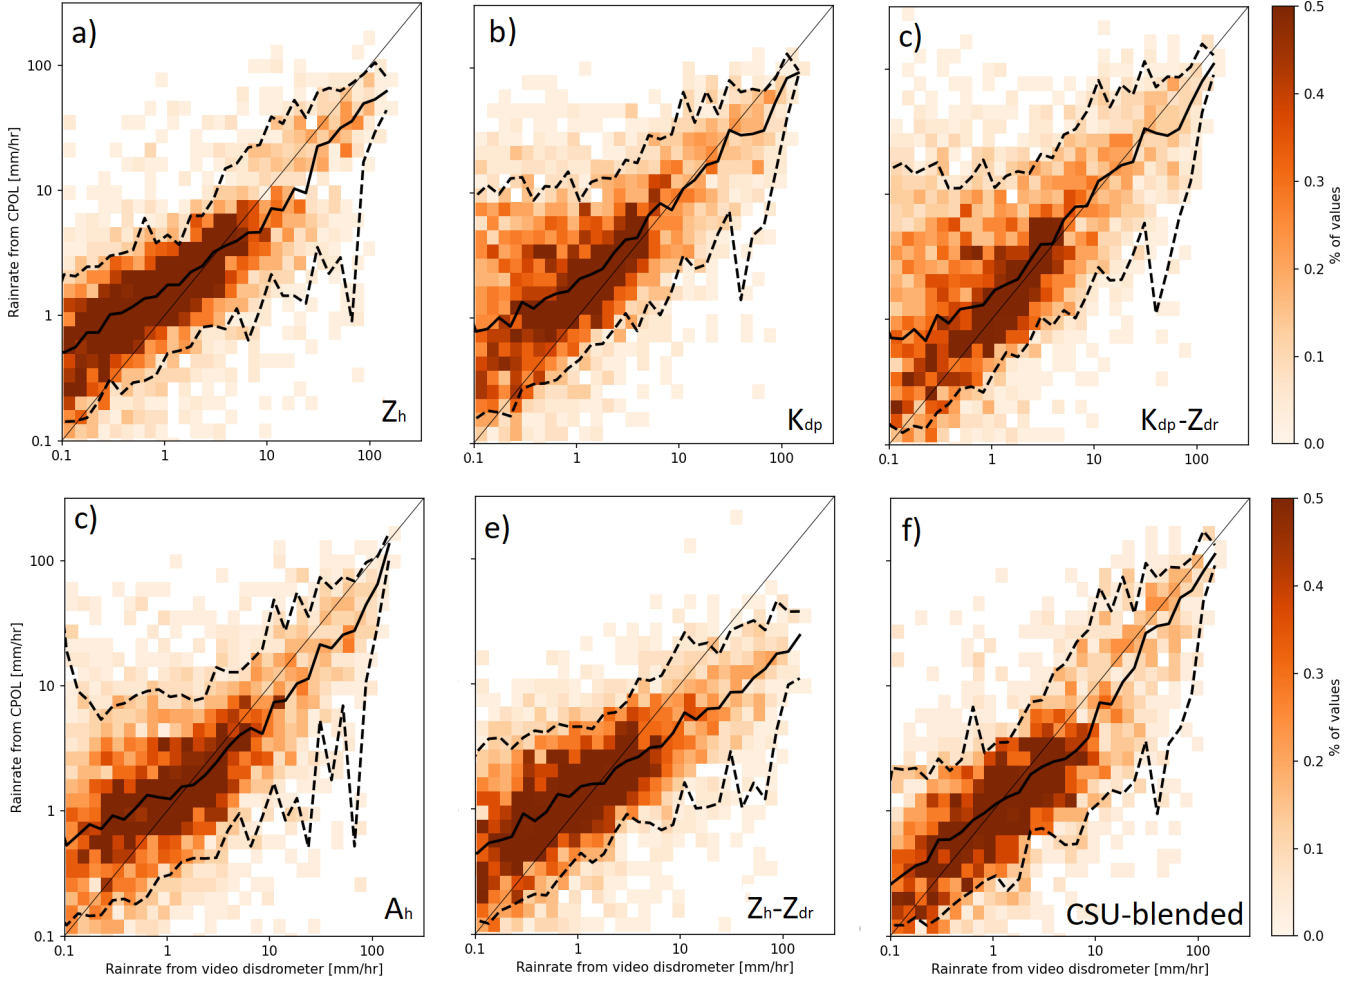 a)
100
10
1
0.1
0.1
1
10
100
Rainrate from CPOL [mm/hr]
Zh
b)
0.1
1
10
100
Kdp
c)
0.1
1
10
100
Kdp-Zdr
0.5
0.4
0.3
0.2
0.1
0.0
% of values
c)
100
10
1
0.1
0.1
1
10
100
Rainrate from CPOL [mm/hr]
Rainrate from video disdrometer [mm/hr]
Ah
e)
0.1
1
10
100
Rainrate from video disdrometer [mm/hr]
Zh-Zdr
f)
0.1
1
10
100
Rainrate from video disdrometer [mm/hr]
CSU-blended
0.5
0.4
0.3
0.2
0.1
0.0
% of values